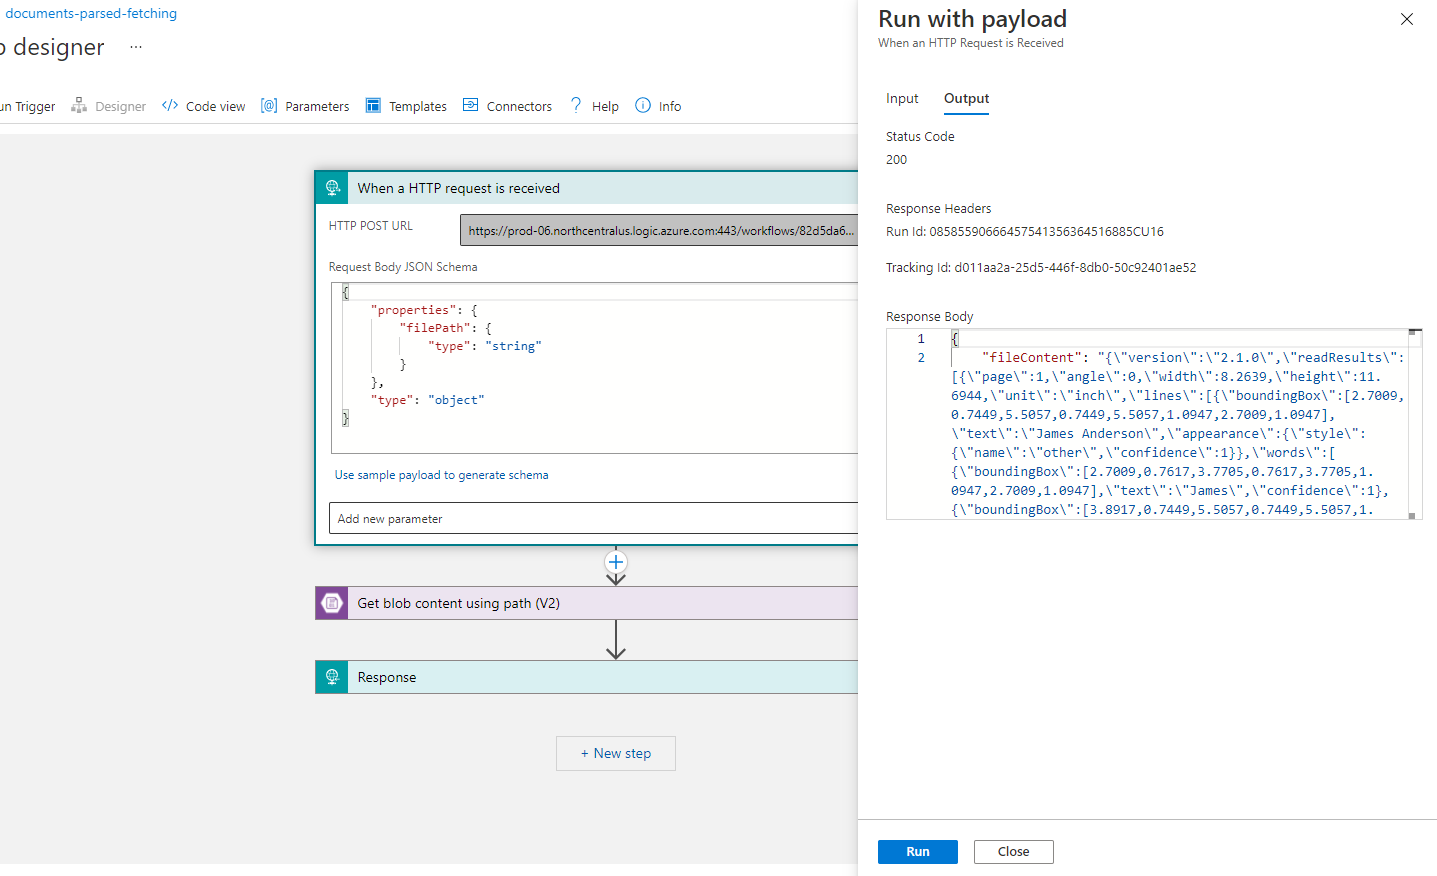 documents-parsed-fetching
designer ...
Trigger Designer Code view Parameters Templates Connectors Help Info
When a HTTP request is received
HTTP POST URL
https://prod-06.northcentralus.logic.azure.com:443/workflows/82d5da6...
Request Body JSON Schema
{
"properties": {
"filePath": {
"type": "string"
}
},
"type": "object"
}
Use sample payload to generate schema
Add new parameter
Get blob content using path (V2)
Response
+ New step
Run with payload
When an HTTP Request is Received
Input Output
Status Code
200
Response Headers
Run Id: 08585590666457541356364516885CU16
Tracking Id: d011aa2a-25d5-446f-8db0-50c92401ae52
Response Body
1 {
2 "fileContent": "{\"version\":\"2.1.0\",\"readResults\":
[{\"page\":1,\"angle\":0,\"width\":8.2639,\"height\":11.
6944,\"unit\":\"inch\",\"lines\":[{\"boundingBox\":[2.7009,
0.7449,5.5057,0.7449,5.5057,1.0947,2.7009,1.0947],
\"text\":\"James Anderson\",\"appearance\":{\"style\":
{\"name\":\"other\",\"confidence\":1}},\"words\":[
{\"boundingBox\":[2.7009,0.7617,3.7705,0.7617,3.7705,1.
0947,2.7009,1.0947],\"text\":\"James\",\"confidence\":1},
{\"boundingBox\":[3.8917,0.7449,5.5057,0.7449,5.5057,1.
Run Close